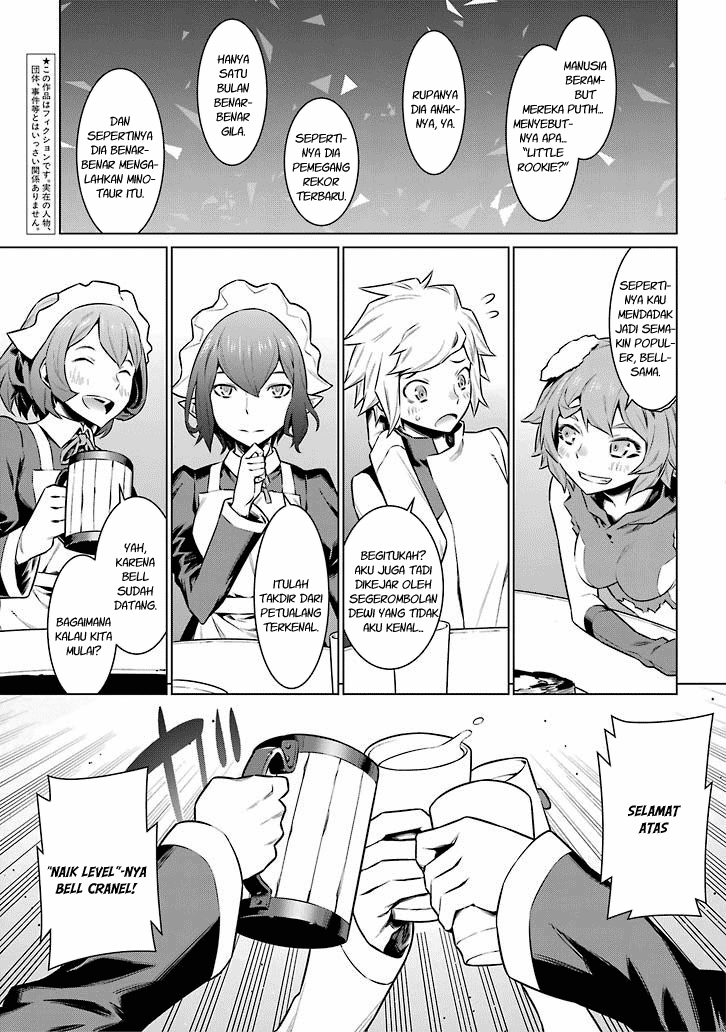 MANUSIA
BERAM-
BUT
MEREKA PUTIH...
MENYEBUT-
NYA APA...
"LITTLE
ROOKIE?"
RUPANYA
DIA ANAK-
NYA, YA.
SEPERTI-
NYA DIA
PEMEGANG
REKOR
TERBARU.
HANYA
SATU
BULAN
BENAR-
BENAR
GILA.
DAN
SEPERTINYA
DIA BENAR-
BENAR MENGA-
LAHKAN MINO-
TAUR ITU.
★この作品はフィクションです。実在の人物、
団体、事件等とはいっさい関係ありません。
SEPERTI-
NYA KAU
MENDADAK
JADI SEMA-
KIN POPUL-
ER, BELL-
SAMA.
BEGITUKAH?
AKU JUGA TADI
DIKEJAR OLEH
SEGEROMBOLAN
DEWI YANG TIDAK
AKU KENAL..
ITULAH
TAKDIR DARI
PETUALANG
TERKENAL.
YAH,
KARENA
BELL
SUDAH
DATANG.
BAGAIMANA
KALAU KITA
MULAI?
SELAMAT
ATAS
"NAIK LEVEL"-NYA
BELL CRANEL!
ガッ